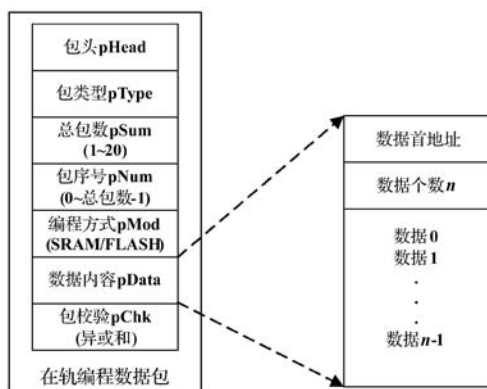 包头pHead
包类型pType
总包数pSum
(1~20)
包序号pNum
(0~总包数-1)
编程方式pMod
(SRAM/FLASH)
数据内容pData
包校验pChk
(异或和)
在轨编程数据包
数据首地址
数据个数n
数据0
数据1
.
.
.
数据n-1